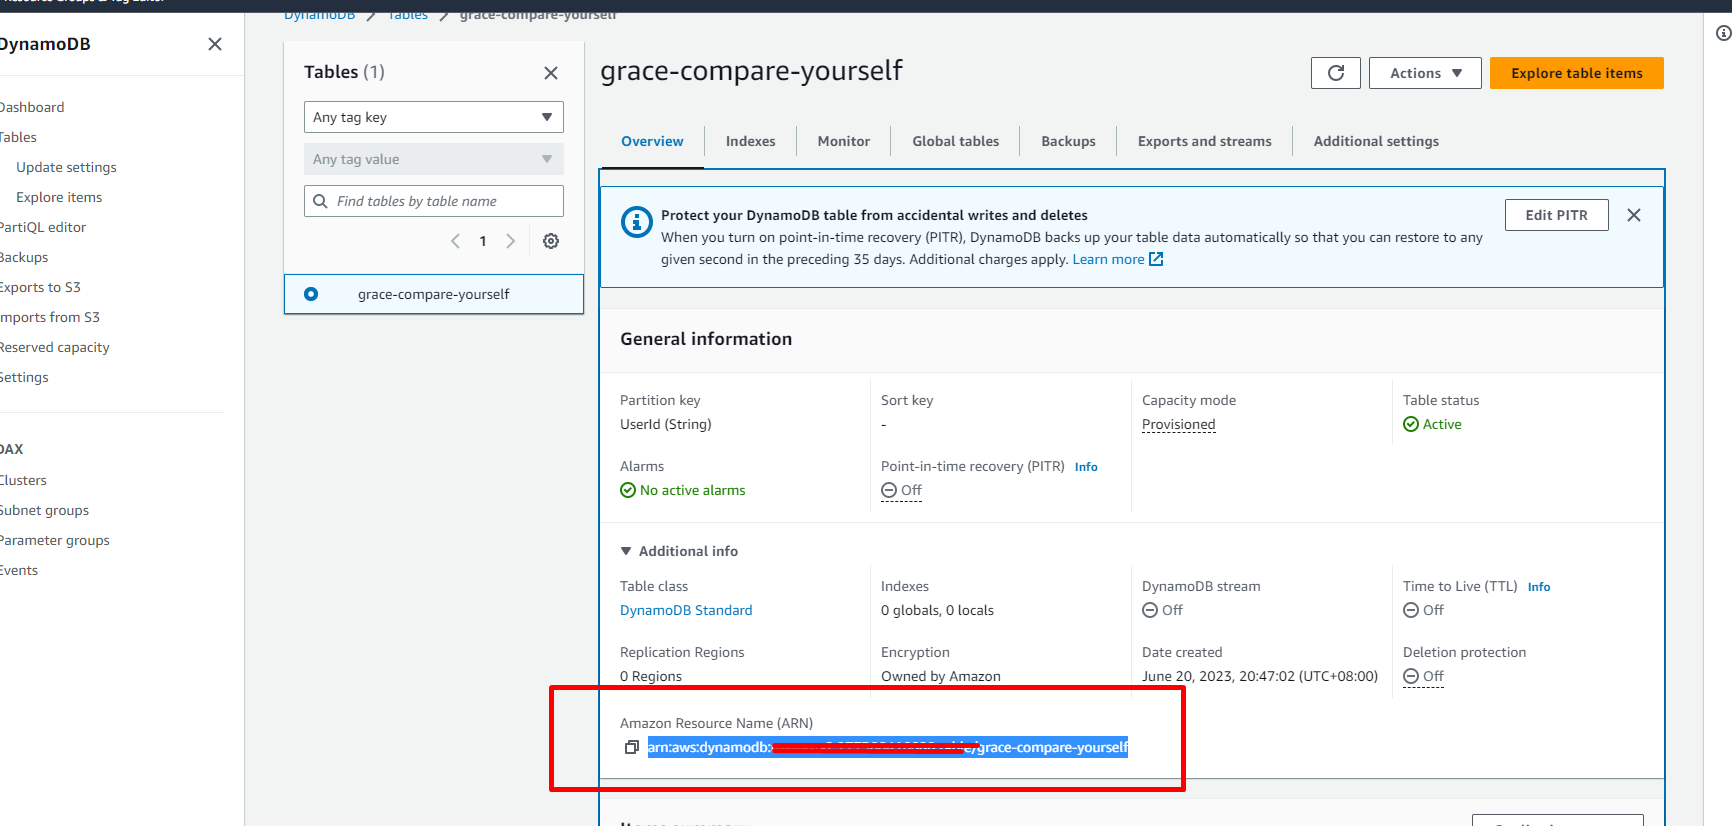 DynamoDB > Tables > grace-compare-yourself
DynamoDB
Dashboard
Tables
Update settings
Explore items
PartiQL editor
Backups
Exports to S3
Imports from S3
Reserved capacity
Settings
DAX
Clusters
Subnet groups
Parameter groups
Events
Tables (1)
Any tag key
Any tag value
Find tables by table name
1
grace-compare-yourself
grace-compare-yourself
Actions
Explore table items
Overview
Indexes
Monitor
Global tables
Backups
Exports and streams
Additional settings
Protect your DynamoDB table from accidental writes and deletes
When you turn on point-in-time recovery (PITR), DynamoDB backs up your table data automatically so that you can restore to any
given second in the preceding 35 days. Additional charges apply. Learn more
Edit PITR
General information
Partition key
UserId (String)
Sort key
-
Capacity mode
Provisioned
Table status
Active
Alarms
No active alarms
Point-in-time recovery (PITR) Info
Off
Additional info
Table class
DynamoDB Standard
Indexes
0 globals, 0 locals
DynamoDB stream
Off
Time to Live (TTL) Info
Off
Replication Regions
0 Regions
Encryption
Owned by Amazon
Date created
June 20, 2023, 20:47:02 (UTC+08:00)
Deletion protection
Off
Amazon Resource Name (ARN)
arn:aws:dynamodb: /grace-compare-yourself